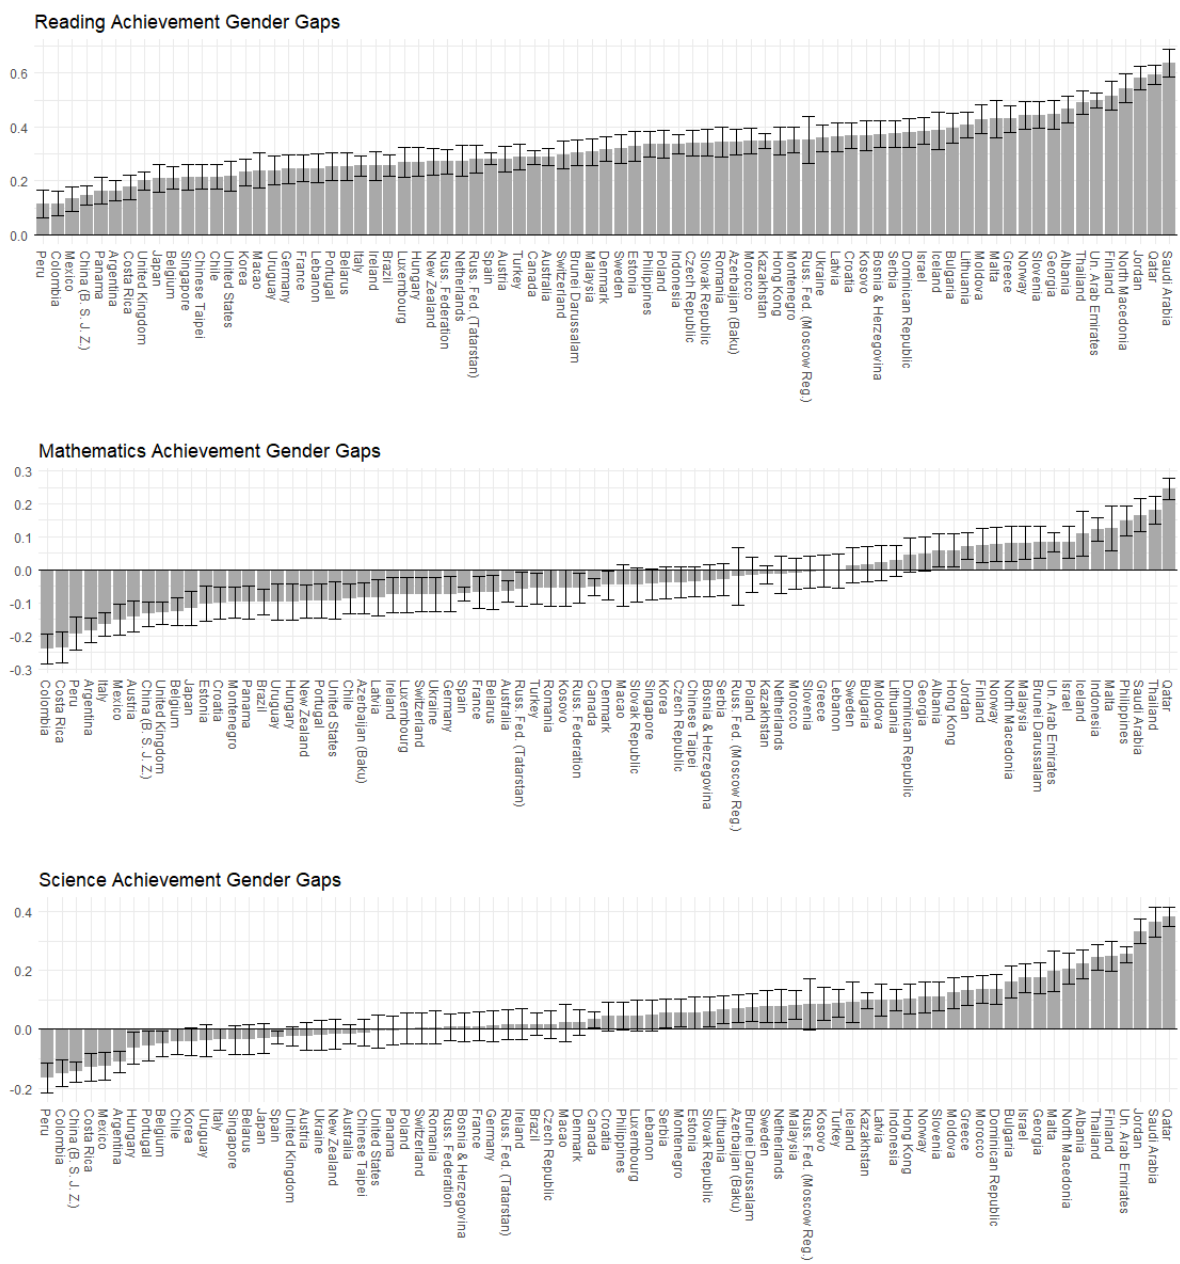 Reading Achievement Gender Gaps
0.6
0.4
0.2
0.0
Peru
Colombia
Mexico
China (B. S. J. Z.)
Panama
Argentina
Costa Rica
United Kingdom
Japan
Belgium
Singapore
Chinese Taipei
Chile
United States
Korea
Macao
Uruguay
Germany
France
Lebanon
Portugal
Belarus
Italy
Ireland
Brazil
Luxembourg
Hungary
New Zealand
Russ. Federation
Netherlands
Russ. Fed. (Tatarstan)
Spain
Austria
Turkey
Canada
Australia
Switzerland
Brunei Darussalam
Malaysia
Denmark
Sweden
Estonia
Philippines
Poland
Indonesia
Czech Republic
Slovak Republic
Romania
Azerbaijan (Baku)
Morocco
Kazakhstan
Hong Kong
Montenegro
Russ. Fed. (Moscow Reg.)
Ukraine
Latvia
Croatia
Kosovo
Bosnia & Herzegovina
Serbia
Dominican Republic
Israel
Iceland
Bulgaria
Lithuania
Moldova
Malta
Greece
Norway
Slovenia
Georgia
Albania
Thailand
Un. Arab Emirates
Finland
North Macedonia
Jordan
Qatar
Saudi Arabia
Mathematics Achievement Gender Gaps
0.3
0.2
0.1
0.0
-0.1
-0.2
-0.3
Colombia
Costa Rica
Peru
Argentina
Italy
Mexico
Austria
China (B. S. J. Z.)
United Kingdom
Belgium
Japan
Estonia
Croatia
Montenegro
Panama
Brazil
Uruguay
Hungary
New Zealand
Portugal
United States
Chile
Azerbaijan (Baku)
Latvia
Ireland
Luxembourg
Switzerland
Ukraine
Germany
Spain
France
Belarus
Australia
Russ. Fed. (Tatarstan)
Turkey
Romania
Kosovo
Russ. Federation
Canada
Denmark
Macao
Slovak Republic
Singapore
Korea
Czech Republic
Chinese Taipei
Bosnia & Herzegovina
Serbia
Russ. Fed. (Moscow Reg.)
Poland
Kazakhstan
Netherlands
Morocco
Slovenia
Greece
Lebanon
Sweden
Bulgaria
Moldova
Lithuania
Dominican Republic
Georgia
Albania
Hong Kong
Jordan
Finland
Norway
North Macedonia
Malaysia
Brunei Darussalam
Un. Arab Emirates
Israel
Iceland
Indonesia
Malta
Philippines
Saudi Arabia
Thailand
Qatar
Science Achievement Gender Gaps
0.4
0.2
0.0
-0.2
Peru
Colombia
China (B. S. J. Z.)
Costa Rica
Mexico
Argentina
Hungary
Portugal
Belgium
Chile
Korea
Uruguay
Italy
Singapore
Belarus
Japan
Spain
United Kingdom
Austria
Ukraine
New Zealand
Australia
Chinese Taipei
United States
Panama
Poland
Switzerland
Romania
Russ. Federation
Bosnia & Herzegovina
France
Germany
Russ. Fed. (Tatarstan)
Ireland
Brazil
Czech Republic
Macao
Denmark
Canada
Croatia
Philippines
Luxembourg
Lebanon
Serbia
Montenegro
Estonia
Slovak Republic
Lithuania
Azerbaijan (Baku)
Brunei Darussalam
Sweden
Netherlands
Malaysia
Russ. Fed. (Moscow Reg.)
Kosovo
Turkey
Iceland
Kazakhstan
Latvia
Indonesia
Hong Kong
Norway
Slovenia
Moldova
Greece
Morocco
Dominican Republic
Bulgaria
Israel
Georgia
Malta
North Macedonia
Albania
Thailand
Finland
Un. Arab Emirates
Jordan
Saudi Arabia
Qatar